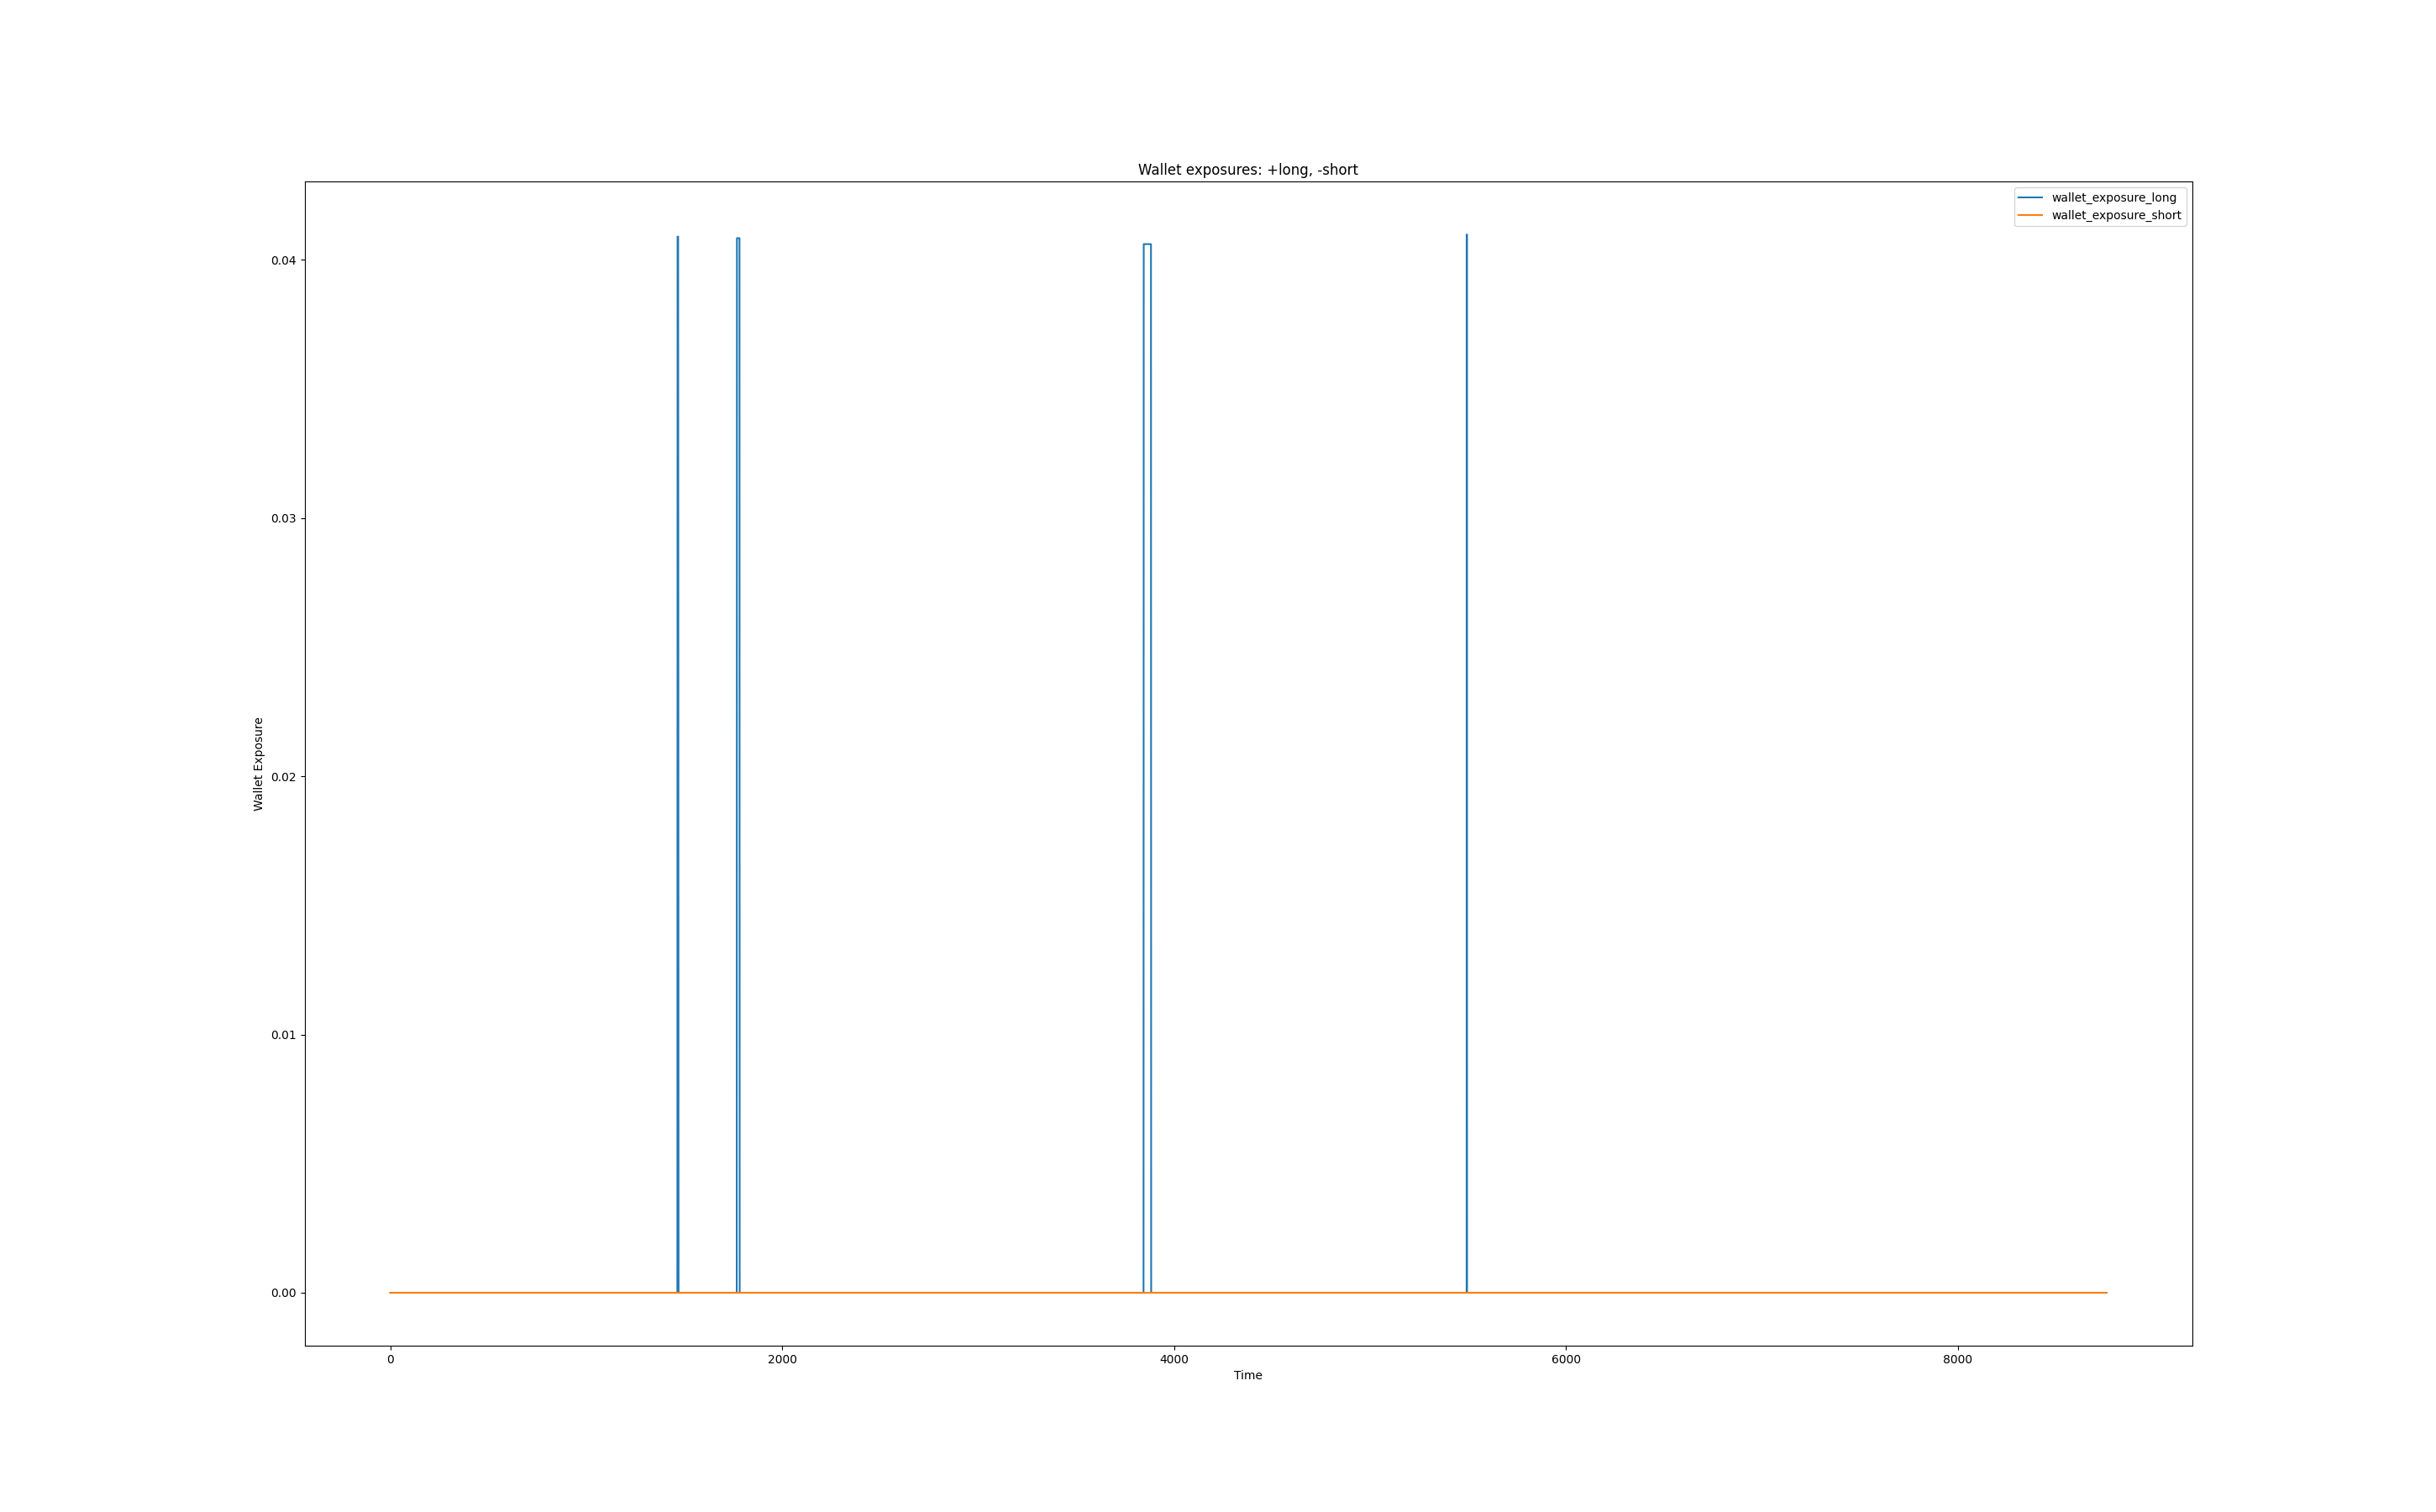 Wallet exposures: +long, -short
wallet_exposure_long
wallet_exposure_short
0.04
0.03
0.02
0.01
0.00
Wallet Exposure
0 2000 4000 6000 8000
Time